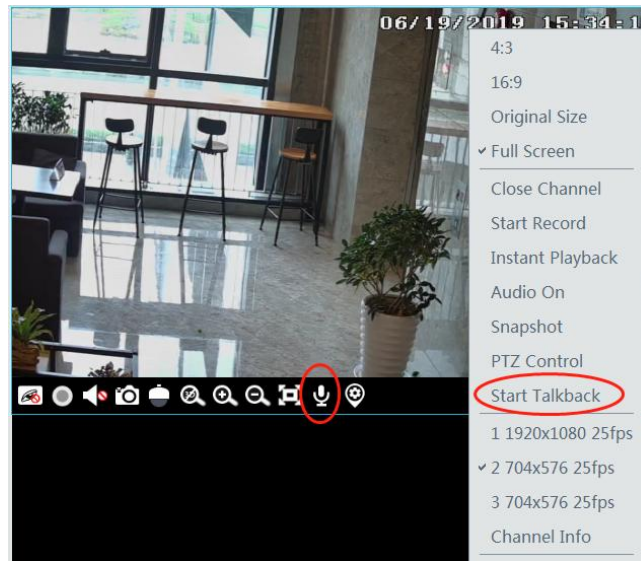 06/19/2019 15:34:1
4:3
16:9
Original Size
Full Screen
Close Channel
Start Record
Instant Playback
Audio On
Snapshot
PTZ Control
Start Talkback
1 1920x1080 25fps
2 704x576 25fps
3 704x576 25fps
Channel Info